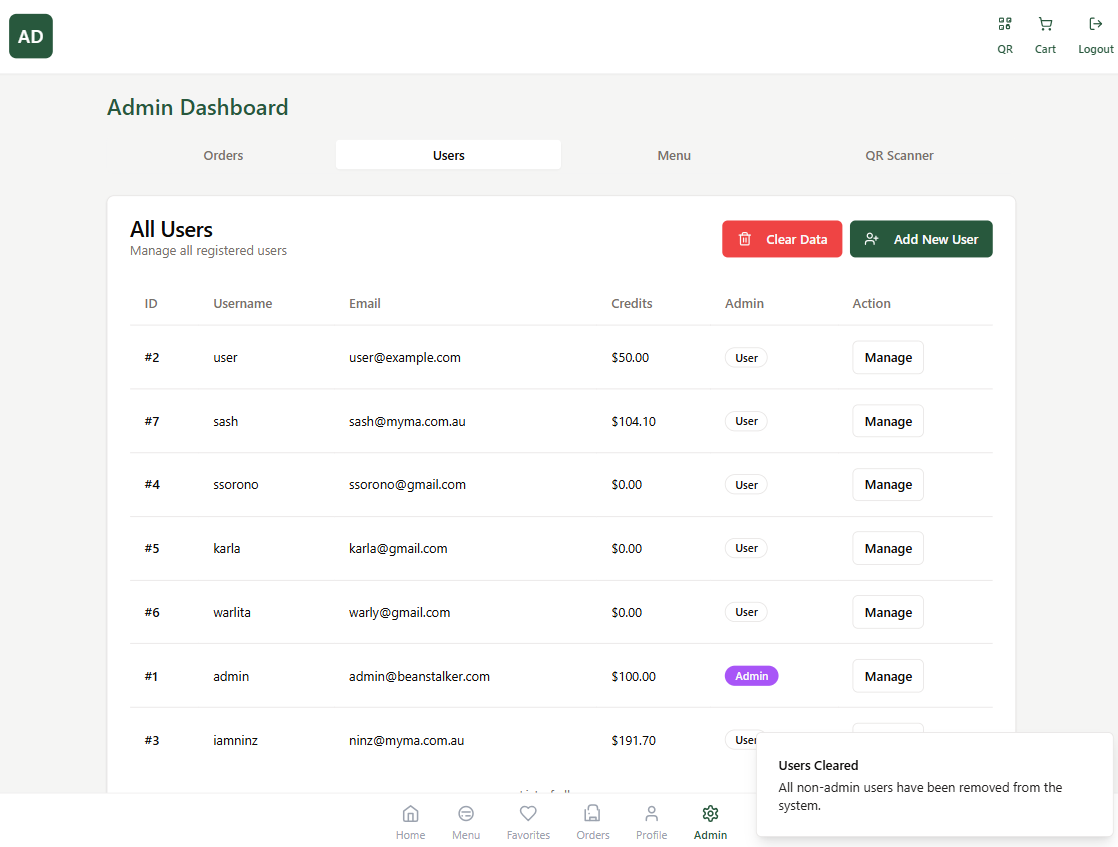 AD
QR Cart Logout
Admin Dashboard
Orders Users Menu QR Scanner
All Users
Manage all registered users
Clear Data Add New User
ID Username Email Credits Admin Action
#2 user user@example.com $50.00 User Manage
#7 sash sash@myma.com.au $104.10 User Manage
#4 ssorono ssorono@gmail.com $0.00 User Manage
#5 karla karla@gmail.com $0.00 User Manage
#6 warlita warly@gmail.com $0.00 User Manage
#1 admin admin@beanstalker.com $100.00 Admin Manage
#3 iamninz ninz@myma.com.au $191.70 User
Users Cleared
All non-admin users have been removed from the
system.
Home Menu Favorites Orders Profile Admin